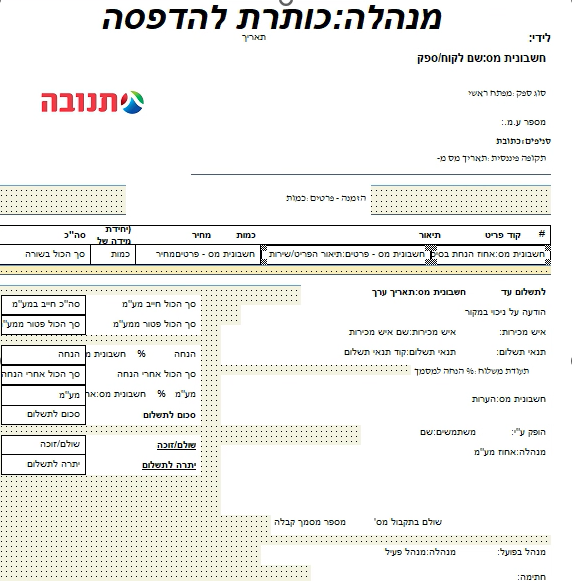 מנהלה:כותרת להדפסה
תאריך
לידי:
חשבונית מס:שם לקוח/ספק
תנובה
סוג ספק :מפתח ראשי
מספר ע.מ.:
סניפים:כתובת
תקופה פיננסית :תאריך מס מ-
הזמנה - פרטים :כמות
# קוד פריט תיאור כמות מחיר (יחידת מידה של סה"כ
חשבונית מס:אחוז הנחת בסיס חשבונית מס - פרטים:תיאור הפריט/שירות חשבונית מס - פרטים:מחיר כמות סך הכול בשורה
לתשלום עד חשבונית מס:תאריך ערך סך הכול חייב מע"מ סה"כ חייב במע"מ
הודעה על ניכוי במקור סך הכול פטור ממע"מ סך הכול פטור ממע"מ
איש מכירות: איש מכירות:שם איש מכירות
תנאי תשלום: תנאי תשלום:קוד תנאי תשלום הנחה % חשבונית מ הנחה
תעודת משלוח :% הנחה למסמך סך הכול אחרי הנחה סך הכול אחרי הנחה
מע"מ % חשבונית מס:אח מע"מ
חשבונית מס:הערות
סכום לתשלום סכום לתשלום
הופק ע"י: משתמשים:שם
שולם/זוכה שולם/זוכה
מנהלה:אחוז מע"מ
יתרה לתשלום יתרה לתשלום
שולם בתקבול מס' מספר מסמך קבלה
מנהל בפועל: מנהלה:מנהל פעיל
חתימה: